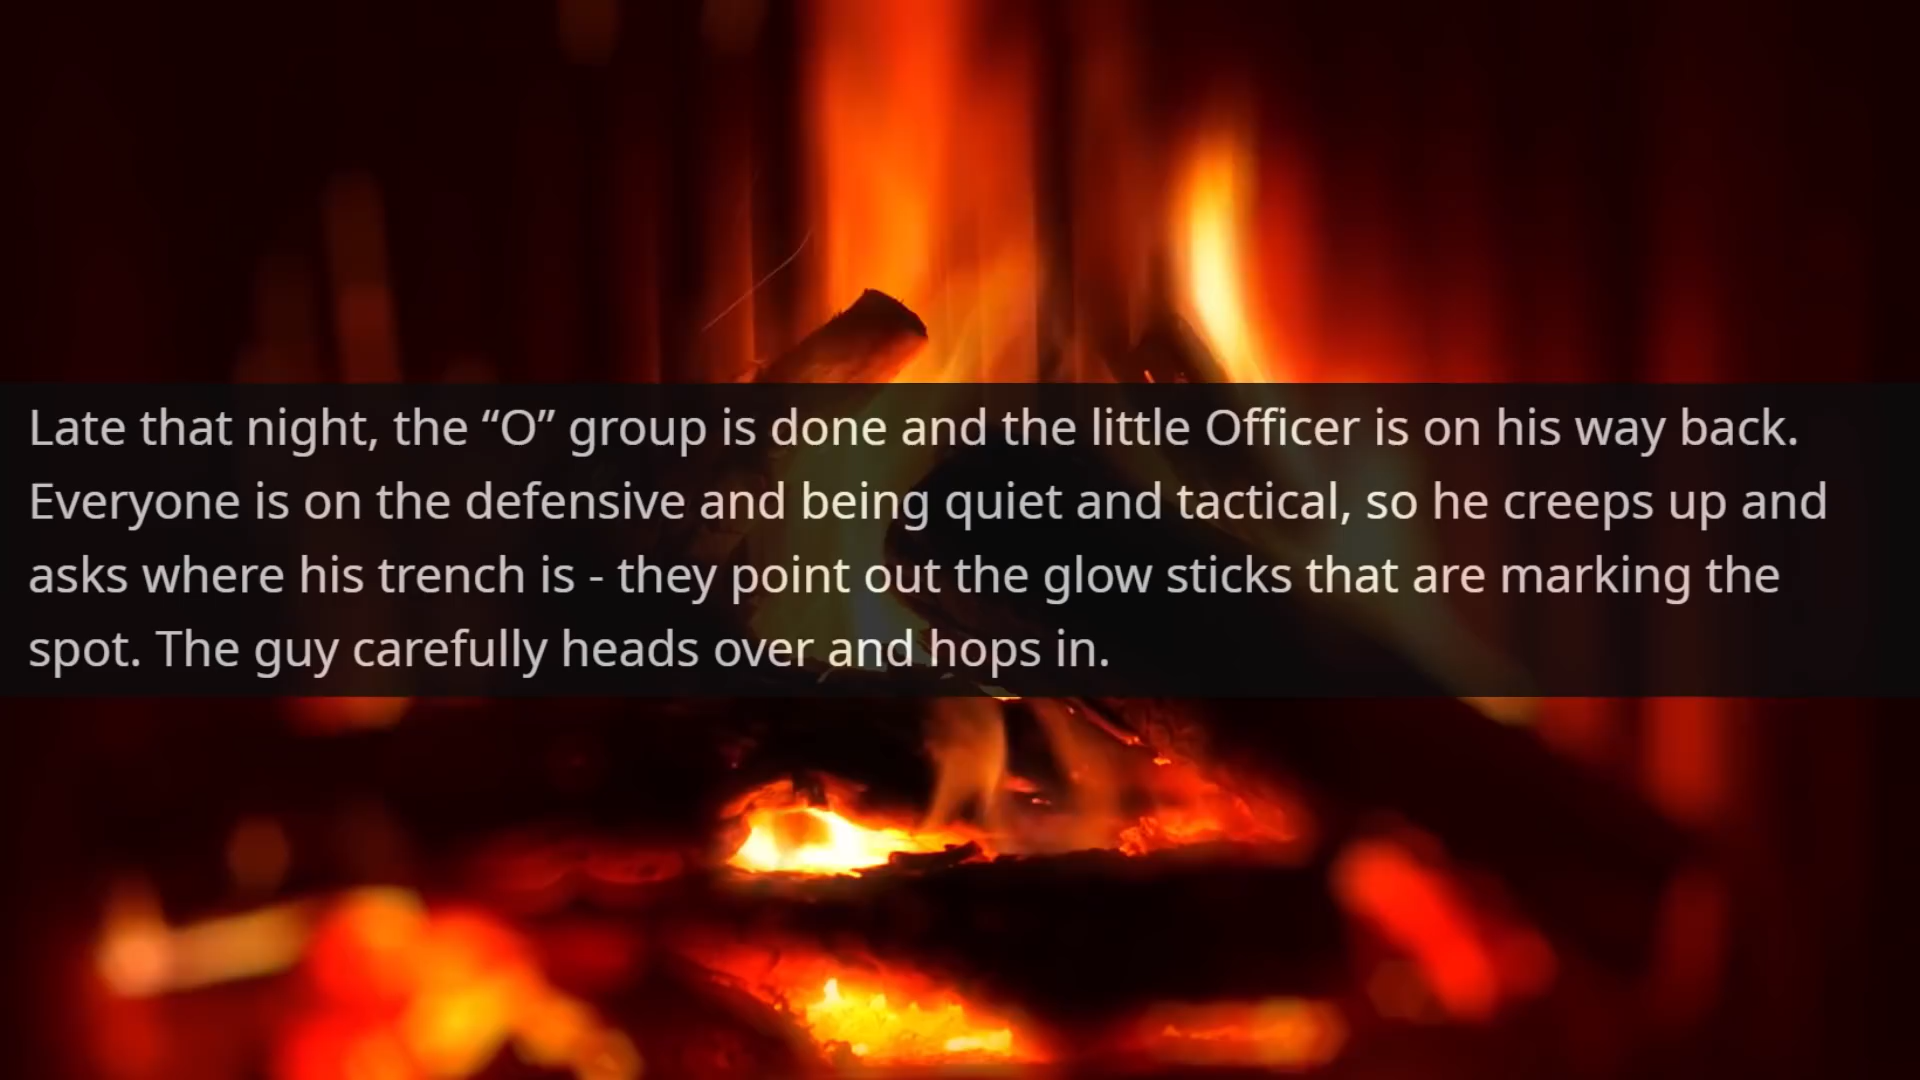 Late that night, the “O” group is done and the little Officer is on his way back.
Everyone is on the defensive and being quiet and tactical, so he creeps up and
asks where his trench is - they point out the glow sticks that are marking the
spot. The guy carefully heads over and hops in.